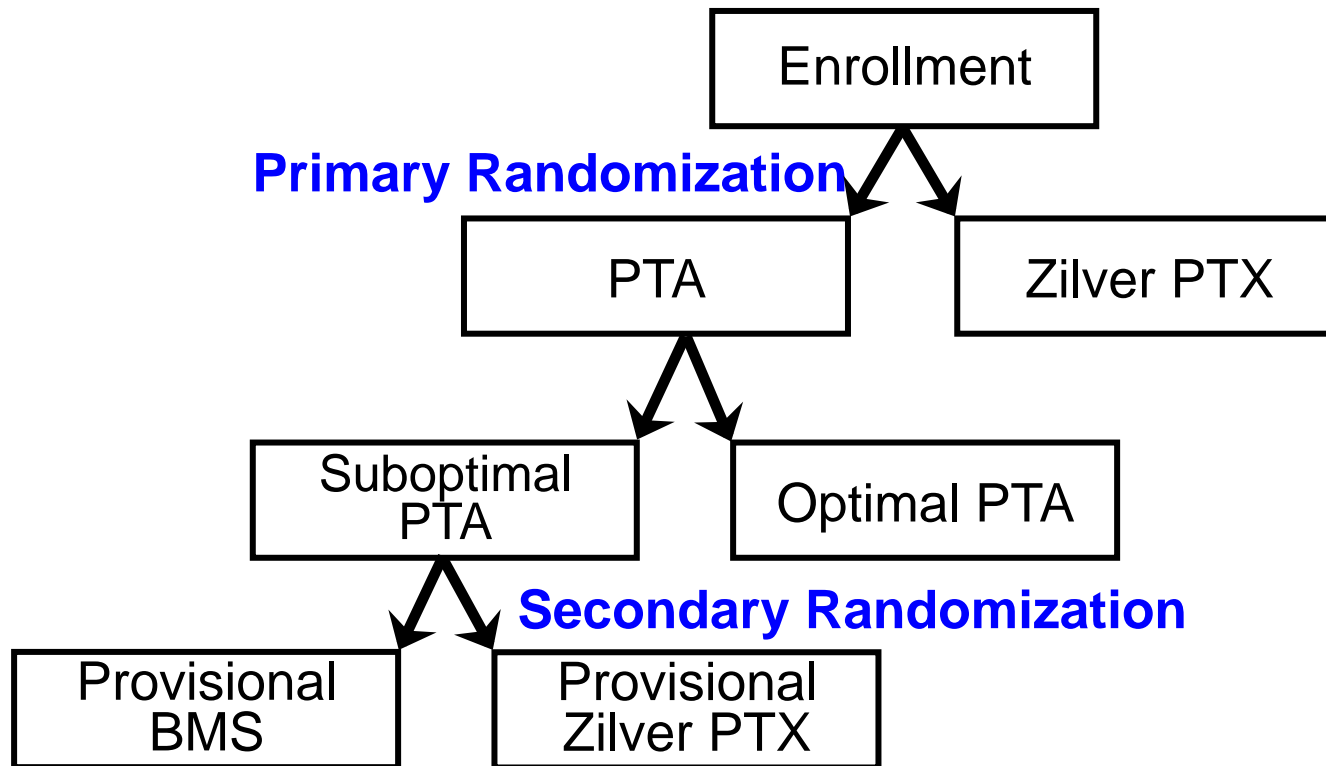 Enrollment
Primary Randomization
PTA
Zilver PTX
Suboptimal
PTA
Optimal PTA
Secondary Randomization
Provisional
BMS
Provisional
Zilver PTX